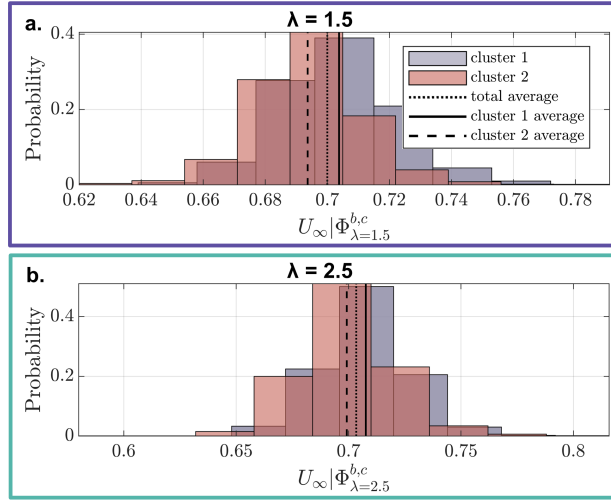 a.
λ = 1.5
Probability
0.4
0.2
0
cluster 1
cluster 2
total average
cluster 1 average
cluster 2 average
0.62 0.64 0.66 0.68 0.7 0.72 0.74 0.76 0.78
U∞|Φ^{b,c}_{λ=1.5}
b.
λ = 2.5
Probability
0.4
0.2
0
0.6 0.65 0.7 0.75 0.8
U∞|Φ^{b,c}_{λ=2.5}